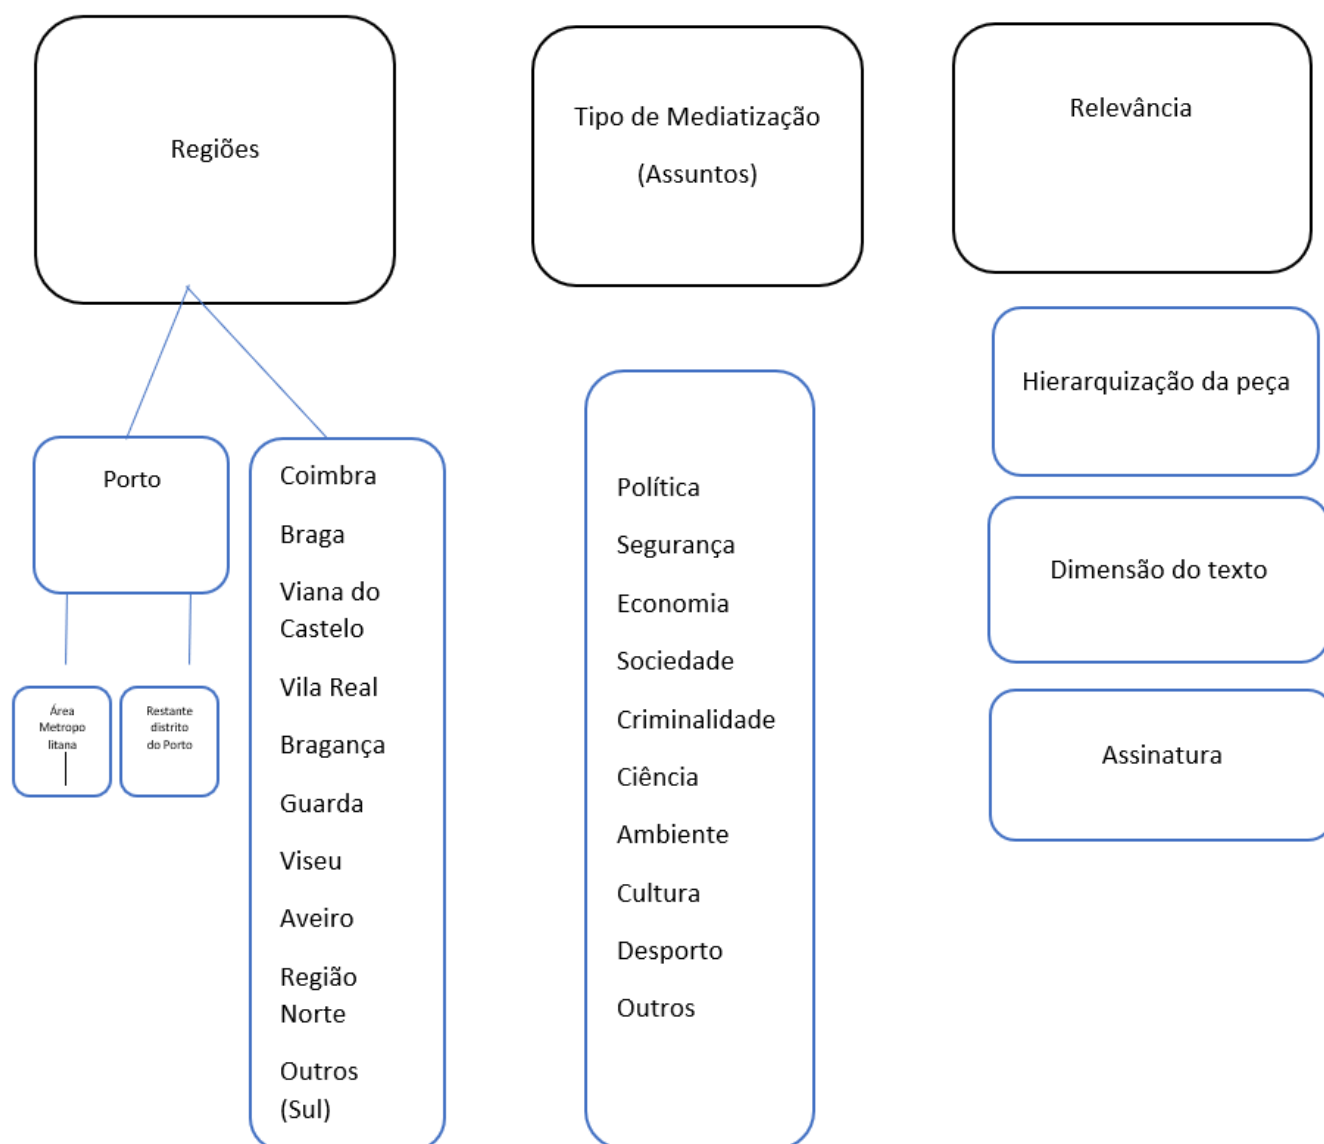 Regiões
Tipo de Mediatização
(Assuntos)
Relevância
Porto
Área
Metropo
litana
Restante
distrito
do Porto
Coimbra
Braga
Viana do
Castelo
Vila Real
Bragança
Guarda
Viseu
Aveiro
Região
Norte
Outros
(Sul)
Política
Segurança
Economia
Sociedade
Criminalidade
Ciência
Ambiente
Cultura
Desporto
Outros
Hierarquização da peça
Dimensão do texto
Assinatura